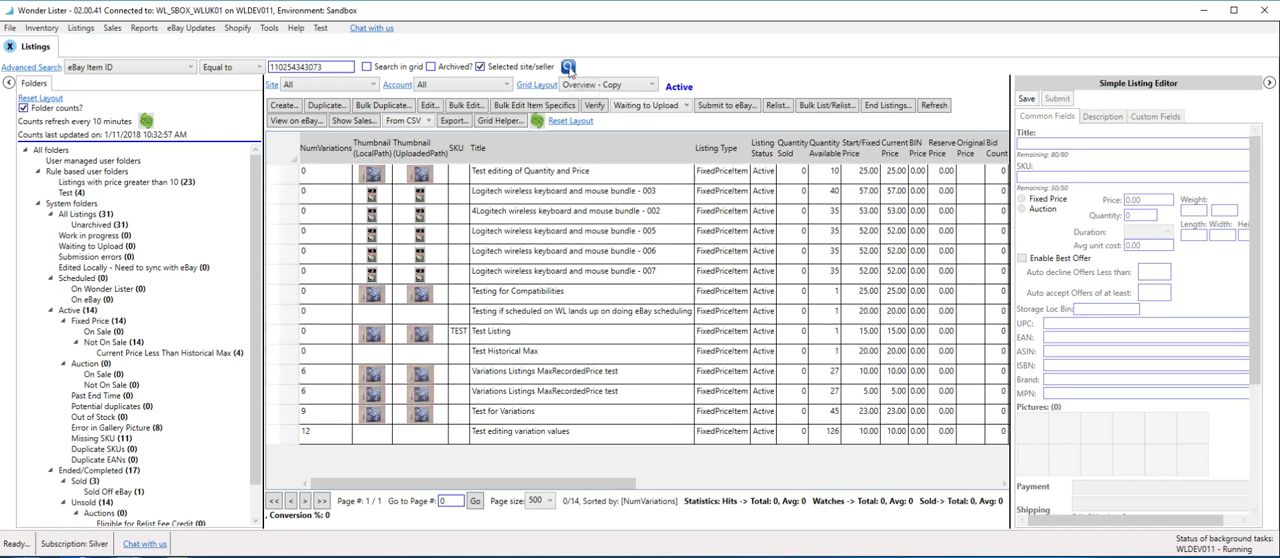 Wonder Lister - 02.00.41 Connected to: WL_SBOX_WLUK01 on WLDEV011, Environment: Sandbox
File Inventory Listings Sales Reports eBay Updates Shopify Tools Help Test Chat with us
X Listings
Advanced Search eBay Item ID Equal to 110254343073 Search in grid Archived? Selected site/seller
Folders
Site All Account All Grid Layout Overview - Copy Active
Reset Layout
Folder counts?
Counts refresh every 10 minutes
Counts last updated on: 1/11/2018 10:32:57 AM
All folders
User managed user folders
Rule based user folders
Listings with price greater than 10 (23)
Test (4)
System folders
All Listings (31)
Unarchived (31)
Work in progress (0)
Waiting to Upload (0)
Submission errors (0)
Edited Locally - Need to sync with eBay (0)
Scheduled (0)
On Wonder Lister (0)
On eBay (0)
Active (14)
Fixed Price (14)
On Sale (0)
Not On Sale (14)
Current Price Less Than Historical Max (4)
Auction (0)
On Sale (0)
Not On Sale (0)
Past End Time (0)
Potential duplicates (0)
Out of Stock (0)
Error in Gallery Picture (8)
Missing SKU (11)
Duplicate SKUs (0)
Duplicate EANs (0)
Ended/Completed (17)
Sold (3)
Sold Off eBay (1)
Unsold (14)
Auctions (0)
Eligible for Relist Fee Credit (0)
Create... Duplicate... Bulk Duplicate... Edit... Bulk Edit... Bulk Edit Item Specifics Verify Waiting to Upload Submit to eBay... Relist... Bulk List/Relist... End Listings... Refresh
View on eBay... Show Sales... From CSV Export... Grid Helper... Reset Layout
NumVariations Thumbnail (LocalPath) Thumbnail (UploadedPath) SKU Title Listing Type Listing Status Quantity Sold Quantity Available Start/Fixed Price Current Price BIN Price Reserve Price Original Price Bid Count
0 Test editing of Quantity and Price FixedPriceItem Active 0 10 25.00 25.00 0.00 0.00 0
0 Logitech wireless keyboard and mouse bundle - 003 FixedPriceItem Active 0 40 57.00 57.00 0.00 0.00 0
0 4Logitech wireless keyboard and mouse bundle - 002 FixedPriceItem Active 0 35 53.00 53.00 0.00 0.00 0
0 Logitech wireless keyboard and mouse bundle - 005 FixedPriceItem Active 0 35 52.00 52.00 0.00 0.00 0
0 Logitech wireless keyboard and mouse bundle - 006 FixedPriceItem Active 0 35 52.00 52.00 0.00 0.00 0
0 Logitech wireless keyboard and mouse bundle - 007 FixedPriceItem Active 0 35 52.00 52.00 0.00 0.00 0
0 Testing for Compatibilities FixedPriceItem Active 0 1 25.00 25.00 0.00 0.00 0
0 Testing if scheduled on WL lands up on doing eBay scheduling FixedPriceItem Active 0 1 20.00 20.00 0.00 0.00 0
0 TEST Test Listing FixedPriceItem Active 0 1 15.00 15.00 0.00 0.00 0
0 Test Historical Max FixedPriceItem Active 0 1 20.00 20.00 0.00 0.00 0
6 Variations Listings MaxRecordedPrice test FixedPriceItem Active 0 27 10.00 10.00 0.00 0.00 0
6 Variations Listings MaxRecordedPrice test FixedPriceItem Active 0 27 5.00 5.00 0.00 0.00 0
9 Test for Variations FixedPriceItem Active 0 45 23.00 23.00 0.00 0.00 0
12 Test editing variation values FixedPriceItem Active 0 126 10.00 10.00 0.00 0.00 0
<< < > >> Page #: 1 / 1 Go to Page #: 0 Go Page size: 500 0/14, Sorted by: [NumVariations) Statistics: Hits -> Total: 0, Avg: 0 Watches -> Total: 0, Avg: 0 Sold-> Total: 0, Avg: 0
, Conversion %: 0
Simple Listing Editor
Save Submit
Common Fields Description Custom Fields
Title:
Remaining: 80/80
SKU:
Remaining: 50/50
Fixed Price Price: 0.00 Weight:
Auction Quantity: 0
Duration: Length: Width: He
Avg unit cost: 0.00
Enable Best Offer
Auto decline Offers Less than:
Auto accept Offers of at least:
Storage Loc Bin:
UPC:
EAN:
ASIN:
ISBN:
Brand:
MPN:
Pictures: (0)
Payment
Shipping
Ready... Subscription: Silver Chat with us
Status of background tasks:
WLDEV011 - Running